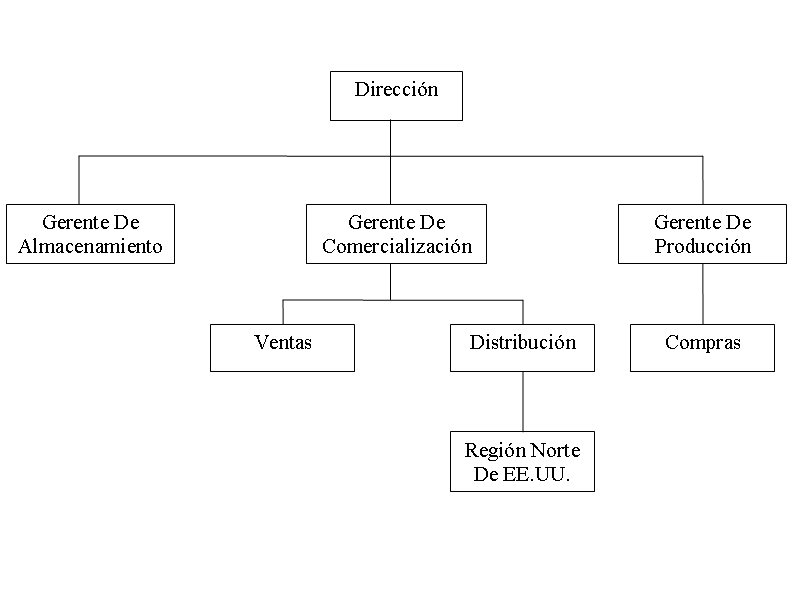 Dirección
Gerente De
Almacenamiento
Gerente De
Comercialización
Gerente De
Producción
Ventas
Distribución
Compras
Región Norte
De EE.UU.